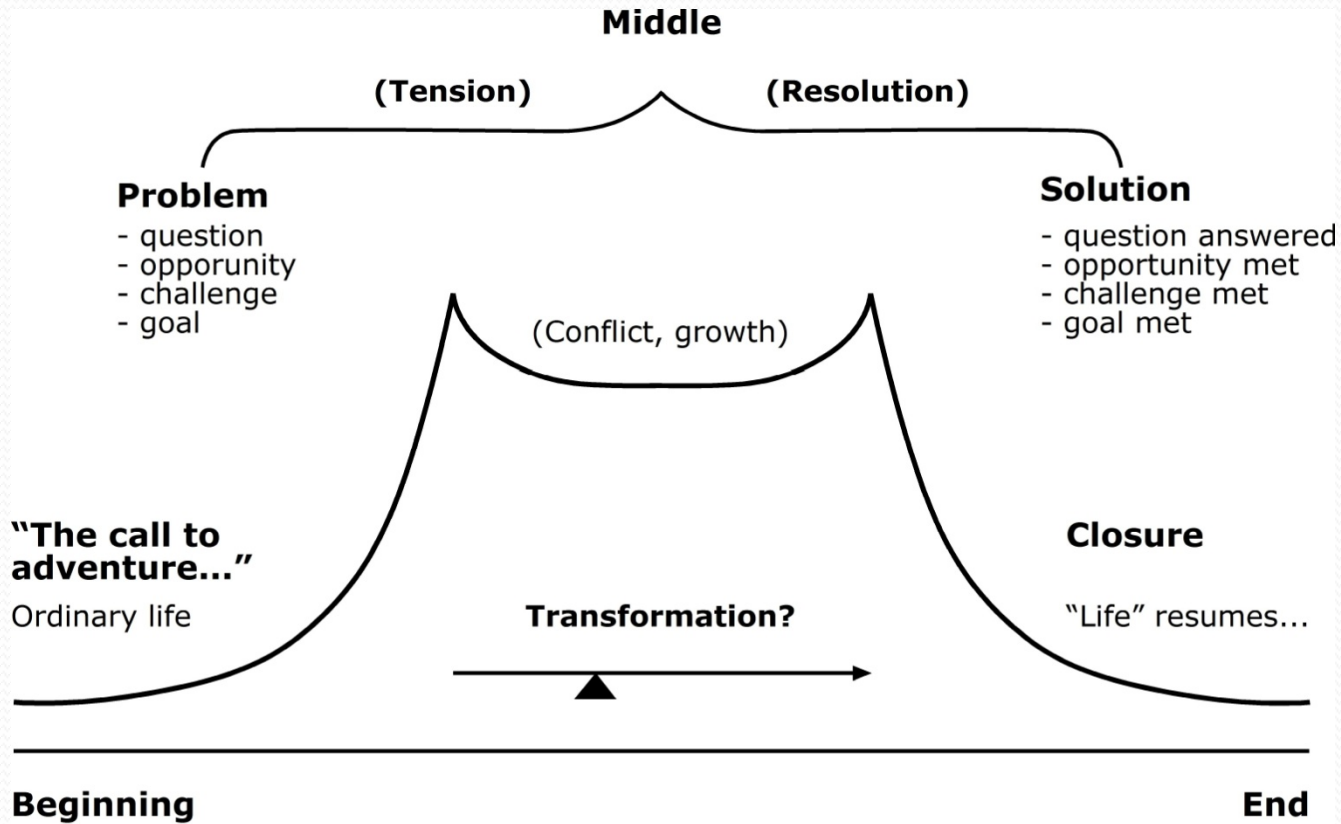 Middle
(Tension)
(Resolution)
Problem
- question
- opporunity
- challenge
- goal
Solution
- question answered
- opportunity met
- challenge met
- goal met
(Conflict, growth)
“The call to
adventure...”
Ordinary life
Transformation?
Closure
“Life” resumes...
Beginning
End